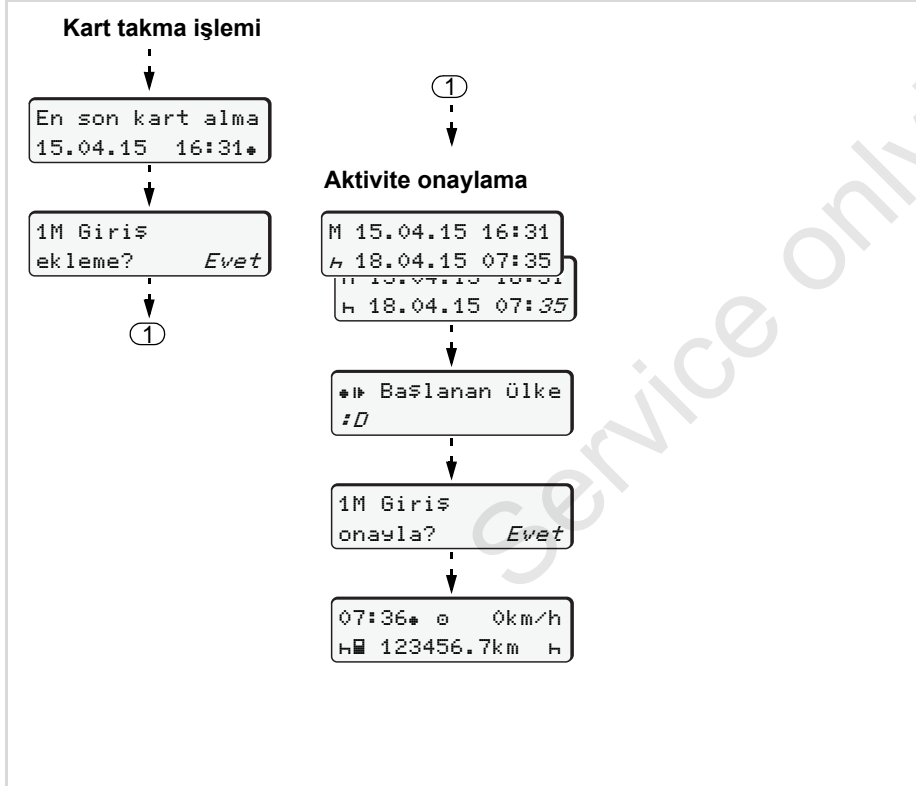 Kart takma işlemi
En son kart alma
15.04.15 16:31
1M Giriş
ekleme? Evet
1
1
Aktivite onaylama
M 15.04.15 16:31
18.04.15 07:35
18.04.15 07:35
Başlanan ülke
:D
1M Giriş
onayla? Evet
07:36 0km/h
123456.7km
Service only